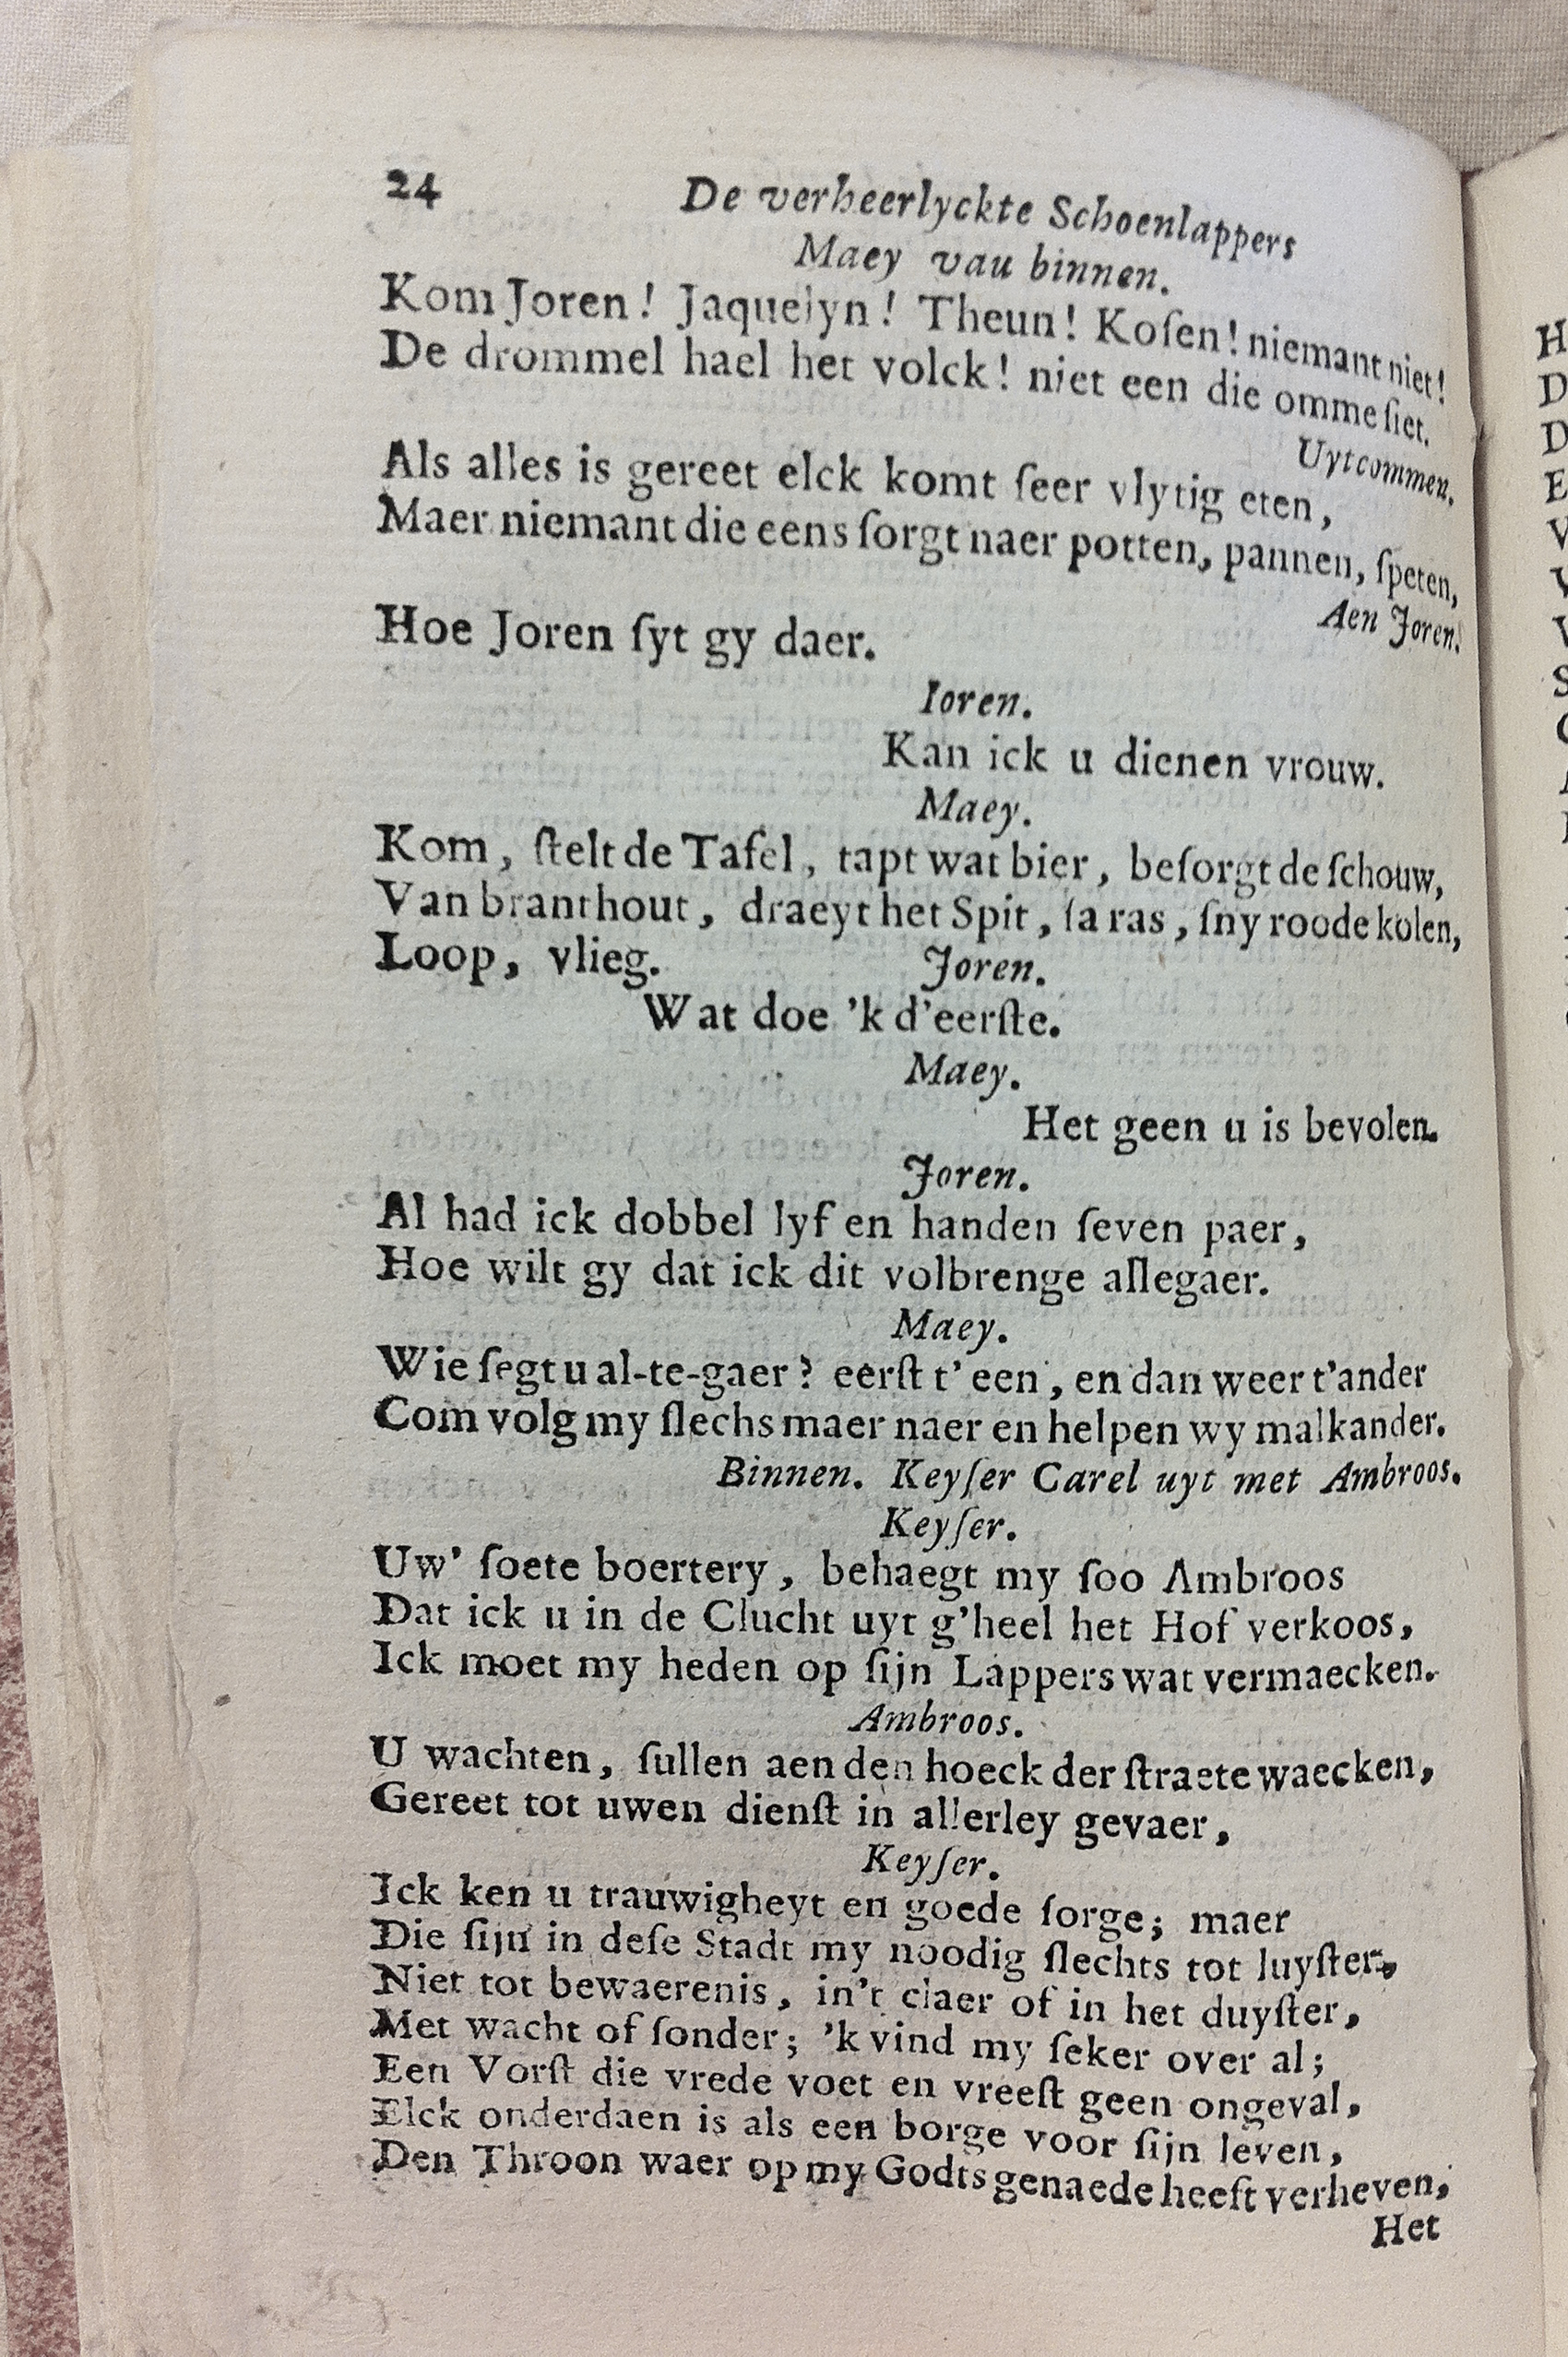 24 De verheerlyckte Schoenlappers
Maey vau binnen.
Kom Joren! Jaquelyn! Theun! Koſen! niemant niet!
De drommel hael het volck! niet een die omme ſiet.
Uytcommen.
Als alles is gereet elck komt ſeer vlytig eten,
Maer niemant die eens ſorgt naer potten, pannen, ſpeten,
Aen Joren.
Hoe Joren ſyt gy daer.
Ioren.
Kan ick u dienen vrouw.
Maey.
Kom, ſtelt de Tafel, tapt wat bier, beſorgt de ſchouw,
Van branthout, draeyt het Spit, ſa ras, ſny roode kolen,
Loop, vlieg. Joren.
Wat doe 'k d'eerſte.
Maey.
Het geen u is bevolen.
Joren.
Al had ick dobbel lyf en handen ſeven paer,
Hoe wilt gy dat ick dit volbrenge allegaer.
Maey.
Wie ſegt u al-te-gaer? eerſt t'een, en dan weer t'ander
Com volg my ſlechs maer naer en helpen wy malkander.
Binnen. Keyſer Carel uyt met Ambroos.
Keyſer.
Uw' ſoete boertery, behaegt my ſoo Ambroos
Dat ick u in de Clucht uyt g'heel het Hof verkoos,
Ick moet my heden op ſijn Lappers wat vermaecken.
Ambroos.
U wachten, ſullen aen den hoeck der ſtraete waecken,
Gereet tot uwen dienſt in allerley gevaer,
Keyſer.
Ick ken u trauwigheyt en goede ſorge; maer
Die ſijn in deſe Stadt my noodig ſlechts tot luyſter,
Niet tot bewaerenis, in't claer of in het duyſter,
Met wacht of ſonder; 'k vind my ſeker over al;
Een Vorſt die vrede voet en vreeſt geen ongeval,
Elck onderdaen is als een borge voor ſijn leven,
Den Throon waer op my Godts genaede heeft verheven,
Het